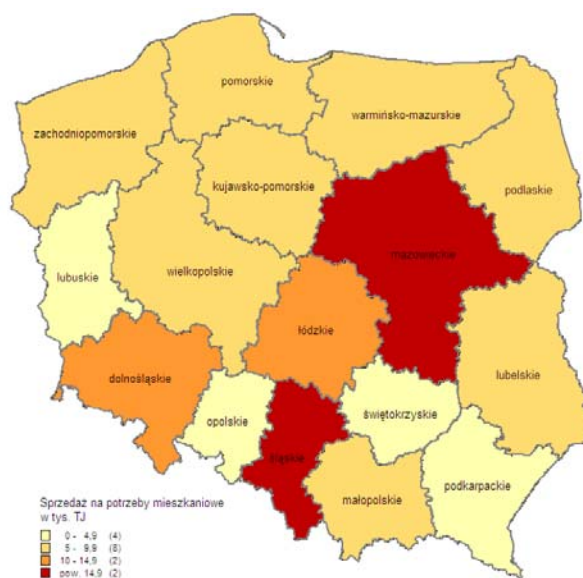 pomorskie
warmińsko-mazurskie
zachodniopomorskie
podlaskie
kujawsko-pomorskie
mazowieckie
wielkopolskie
lubuskie
łódzkie
dolnośląskie
lubelskie
opolskie
świętokrzyskie
śląskie
podkarpackie
małopolskie
Sprzedaż na potrzeby mieszkaniowe
w tys. TJ
0 - 4,9 (4)
5 - 9,9 (8)
10 - 14,9 (2)
pow. 14,9 (2)